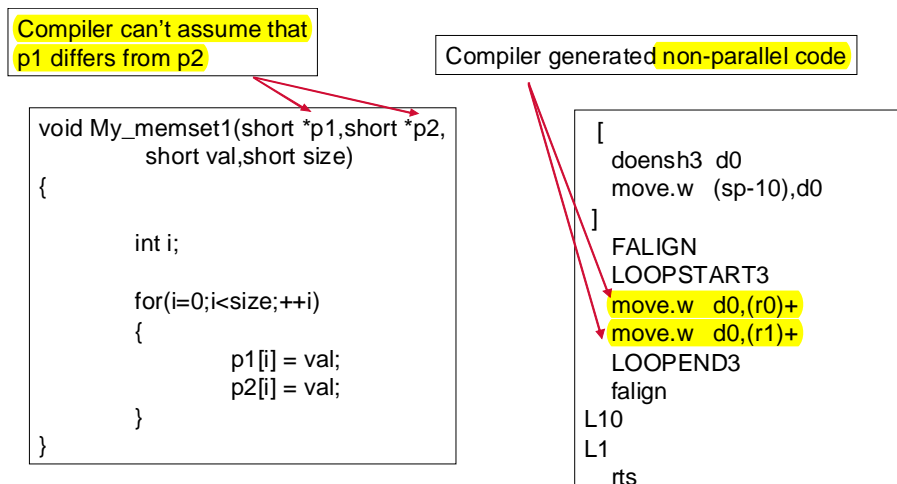 Compiler can't assume that
p1 differs from p2
Compiler generated non-parallel code
void My_memset1(short *p1,short *p2,
short val,short size)
{
int i;
for(i=0;i<size;++i)
{
p1[i] = val;
p2[i] = val;
}
}
[
doensh3 d0
move.w (sp-10),d0
]
FALIGN
LOOPSTART3
move.w d0,(r0)+
move.w d0,(r1)+
LOOPEND3
falign
L10
L1
rts